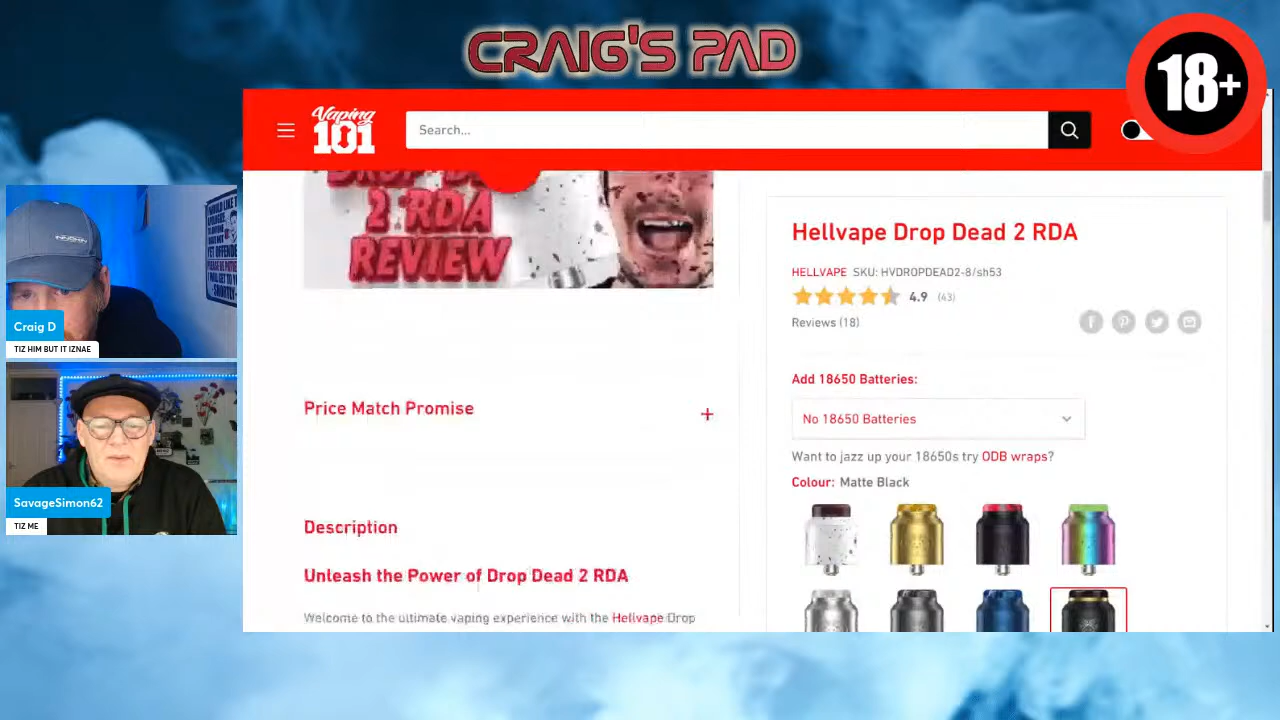 CRAIG'S PAD
18+
Vaping
101
Search...
2 RDA
REVIEW
Hellvape Drop Dead 2 RDA
HELLVAPE SKU: HVDROPDEAD2-8/sh53
4.9 (43)
Reviews (18)
Add 18650 Batteries:
No 18650 Batteries
Want to jazz up your 18650s try ODB wraps?
Colour: Matte Black
Price Match Promise
+
Description
Unleash the Power of Drop Dead 2 RDA
Welcome to the ultimate vaping experience with the Hellvape Drop
Craig D
TIZ HIM BUT IT IZNAE
SavageSimon62
TIZ ME